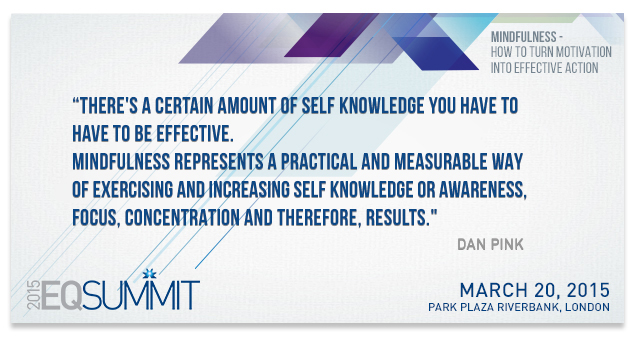 MINDFULNESS -
HOW TO TURN MOTIVATION
INTO EFFECTIVE ACTION
“THERE'S A CERTAIN AMOUNT OF SELF KNOWLEDGE YOU HAVE TO
HAVE TO BE EFFECTIVE.
MINDFULNESS REPRESENTS A PRACTICAL AND MEASURABLE WAY
OF EXERCISING AND INCREASING SELF KNOWLEDGE OR AWARENESS,
FOCUS, CONCENTRATION AND THEREFORE, RESULTS."
DAN PINK
2015 EQSUMMIT
MARCH 20, 2015
PARK PLAZA RIVERBANK, LONDON